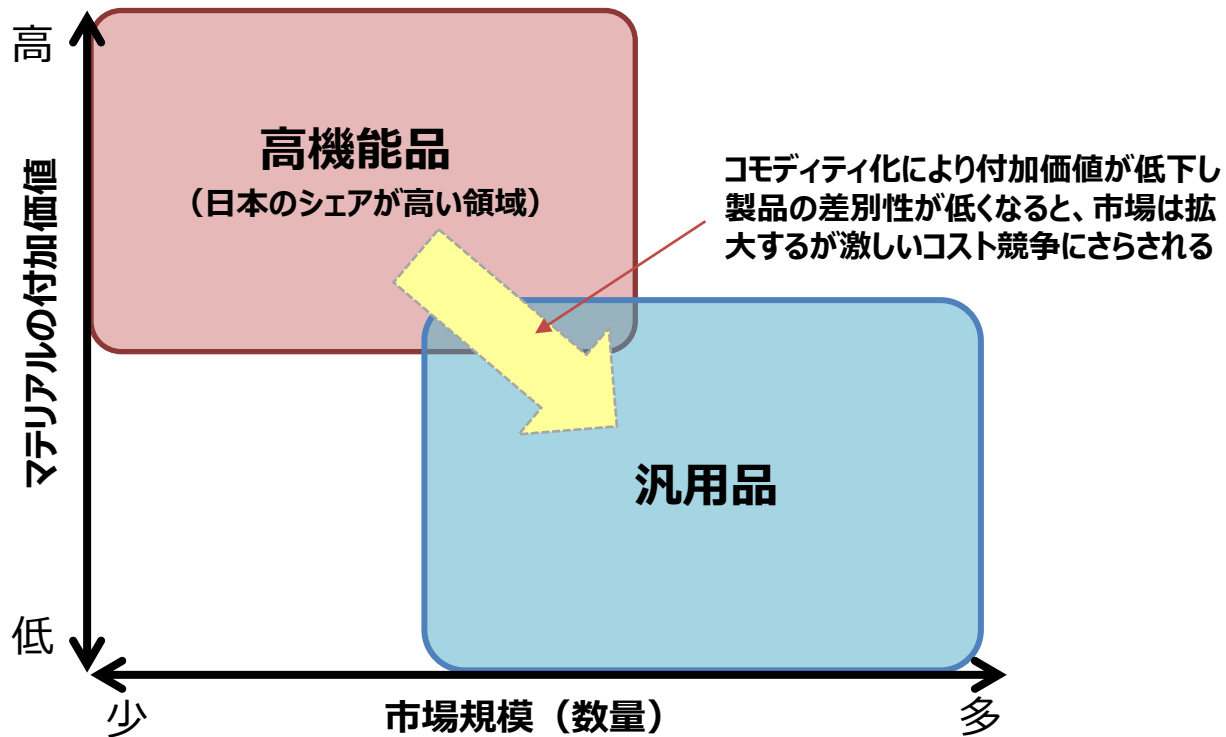 高
高機能品
（日本のシェアが高い領域）
コモディティ化により付加価値が低下し
製品の差別性が低くなると、市場は拡
大するが激しいコスト競争にさらされる
マテリアルの付加価値
汎用品
低
少
市場規模（数量）
多